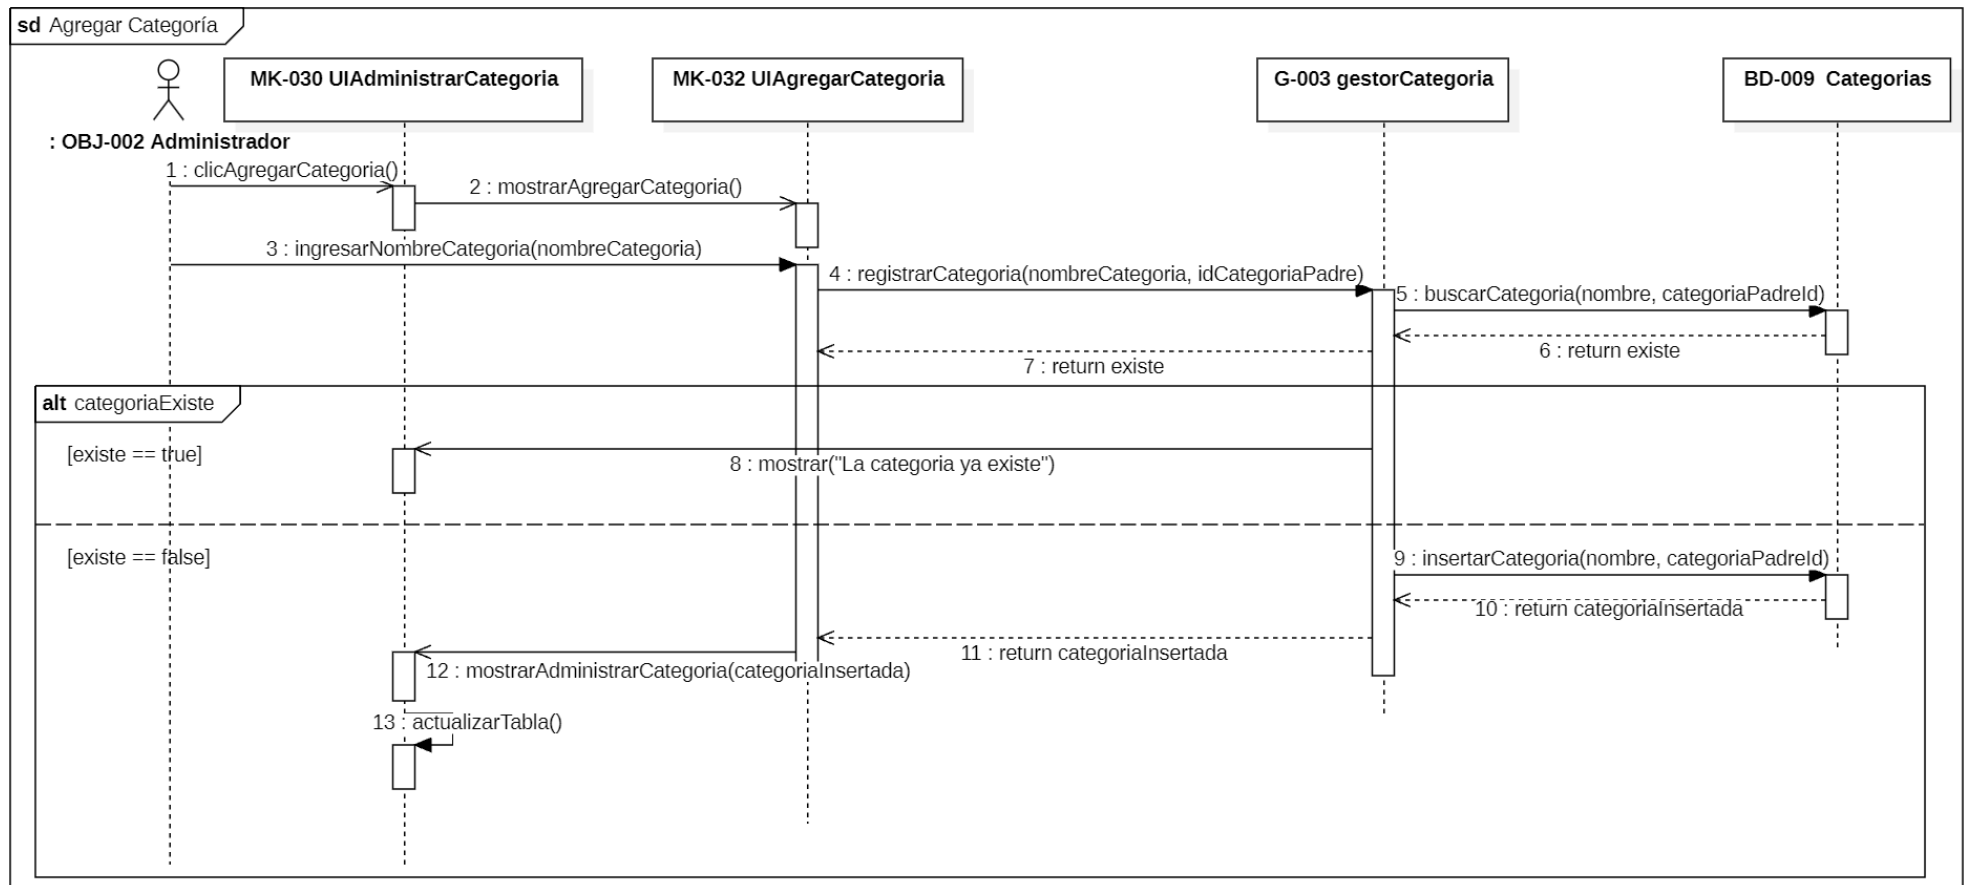 sd Agregar Categoría
MK-030 UIAdministrarCategoria
MK-032 UIAgregarCategoria
G-003 gestorCategoria
BD-009 Categorias
: OBJ-002 Administrador
1 : clicAgregarCategoria()
2 : mostrarAgregarCategoria()
3 : ingresarNombreCategoria(nombreCategoria)
4 : registrarCategoria(nombreCategoria, idCategoriaPadre)
5 : buscarCategoria(nombre, categoriaPadreId)
6 : return existe
7 : return existe
alt categoriaExiste
[existe == true]
8 : mostrar("La categoria ya existe")
[existe == false]
9 : insertarCategoria(nombre, categoriaPadreId)
10 : return categoriaInsertada
11 : return categoriaInsertada
12 : mostrarAdministrarCategoria(categoriaInsertada)
13 : actualizarTabla()